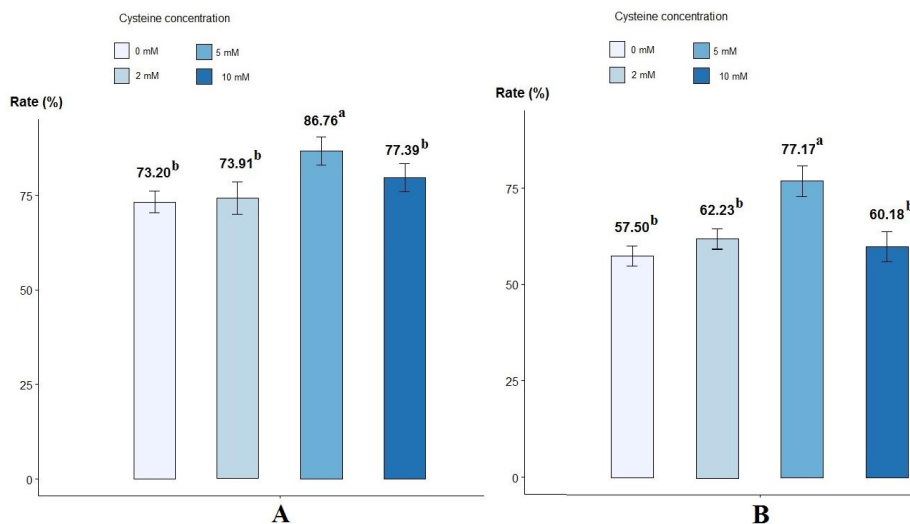 Cysteine concentration
0 mM
5 mM
2 mM
10 mM
Rate (%)
73.20b
73.91b
86.76a
77.39b
75
50
25
0
A
Cysteine concentration
0 mM
5 mM
2 mM
10 mM
Rate (%)
57.50b
62.23b
77.17a
60.18b
75
50
25
0
B